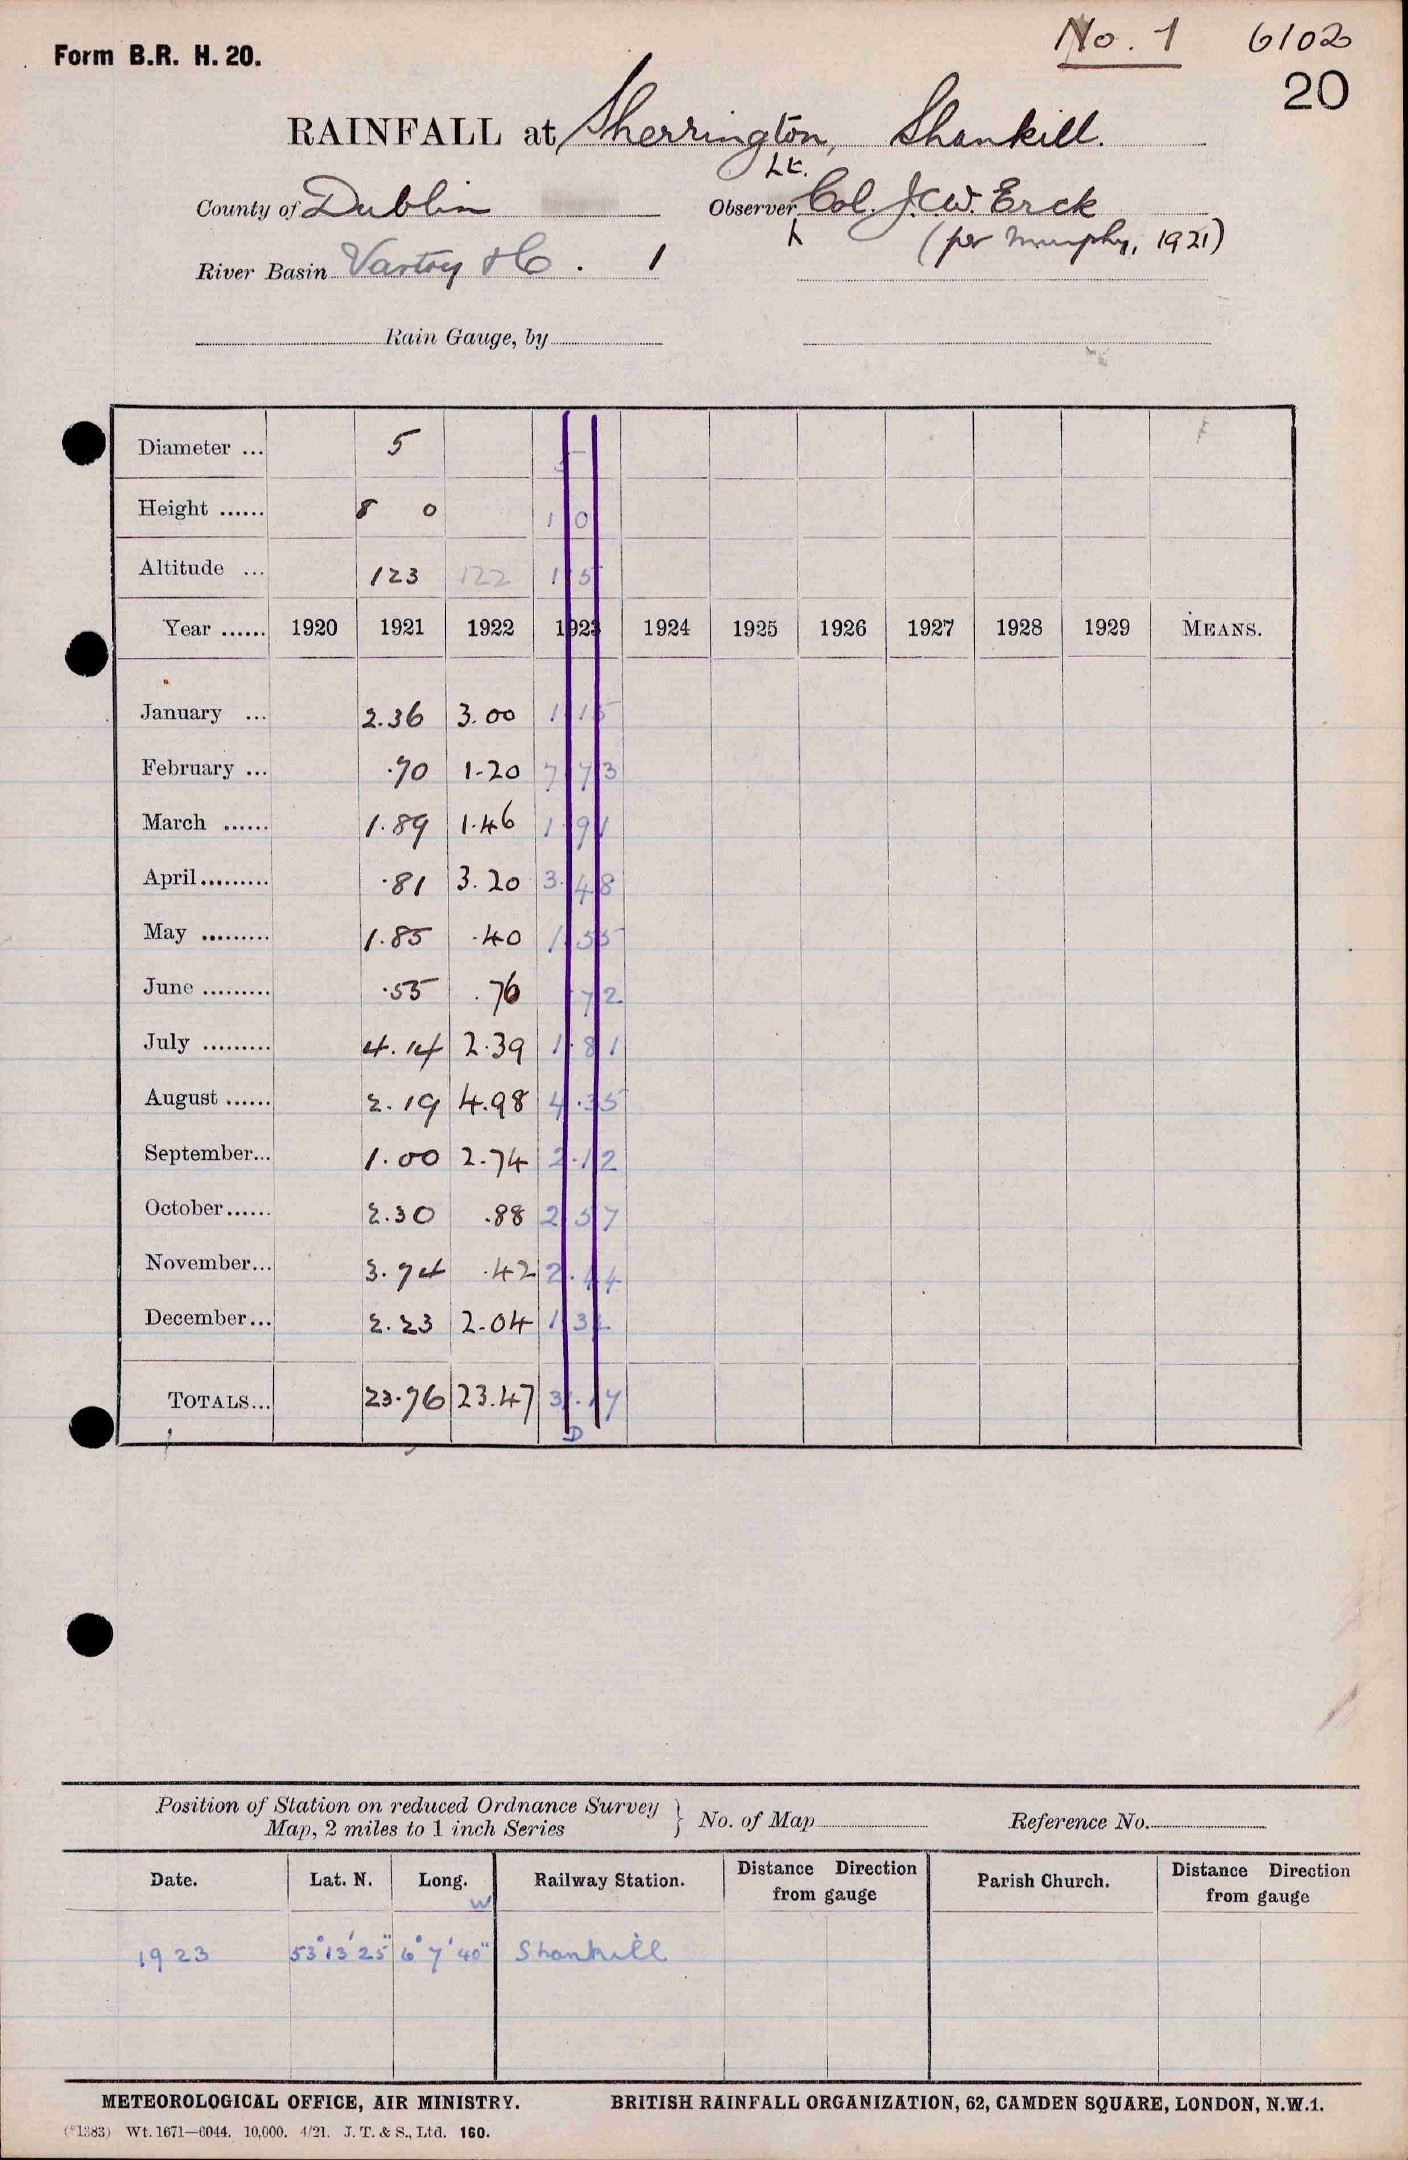 No. 1 6102
Form B.R. H. 20.
20
RAINFALL at Sherrington, Shankill.
Lt.
County of Dublin Observer Col. J.C.W. Erck
(per Murphy, 1921)
River Basin Vartry &c. 1
Rain Gauge, by
Diameter ... 5 5
Height ...... 8 0 1 0
Altitude ... 123 122 115
Year ...... 1920 1921 1922 1923 1924 1925 1926 1927 1928 1929 MEANS.
January ... 2.36 3.00 1.15
February ... .70 1.20 7.73
March ...... 1.89 1.46 1.91
April......... .81 3.20 3.48
May ......... 1.85 .40 1.55
June ......... .55 .76 .72
July ......... 4.14 2.39 1.81
August ...... 2.19 4.98 4.35
September... 1.00 2.74 2.12
October...... 2.30 .88 2.57
November... 3.74 .42 2.44
December... 2.23 2.04 1.32
TOTALS... 23.76 23.47
D
Position of Station on reduced Ordnance Survey
Map, 2 miles to 1 inch Series } No. of Map Reference No.
Date. Lat. N. Long. W Railway Station. Distance Direction from gauge Parish Church. Distance Direction from gauge
1923 53°13'25" 6°7'40" Shankill
METEOROLOGICAL OFFICE, AIR MINISTRY. BRITISH RAINFALL ORGANIZATION, 62, CAMDEN SQUARE, LONDON, N.W.1.
(*1383) Wt. 1671—6044. 10,000. 4/21. J. T. & S., Ltd. 160.